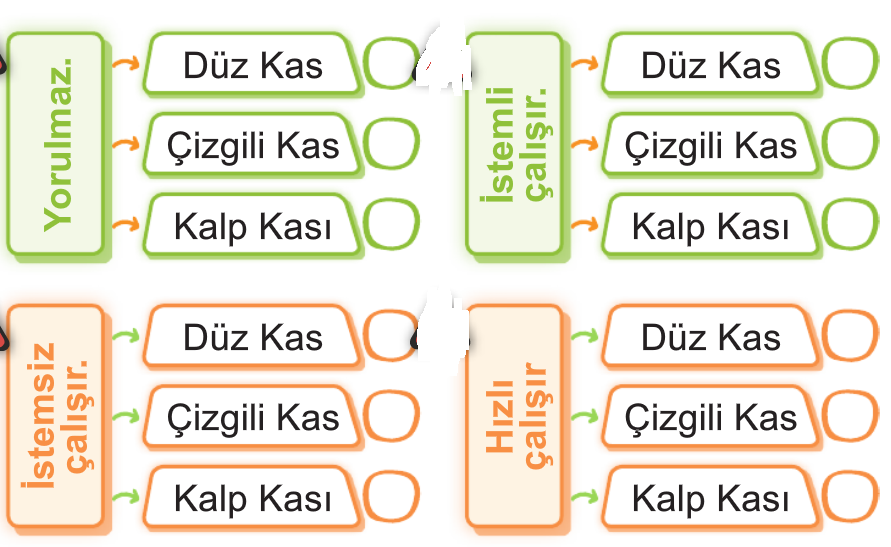 Yorulmaz.
Düz Kas
Çizgili Kas
Kalp Kası
İstemli
çalışır.
Düz Kas
Çizgili Kas
Kalp Kası
İstemsiz
çalışır.
Düz Kas
Çizgili Kas
Kalp Kası
Hızlı
çalışır
Düz Kas
Çizgili Kas
Kalp Kası